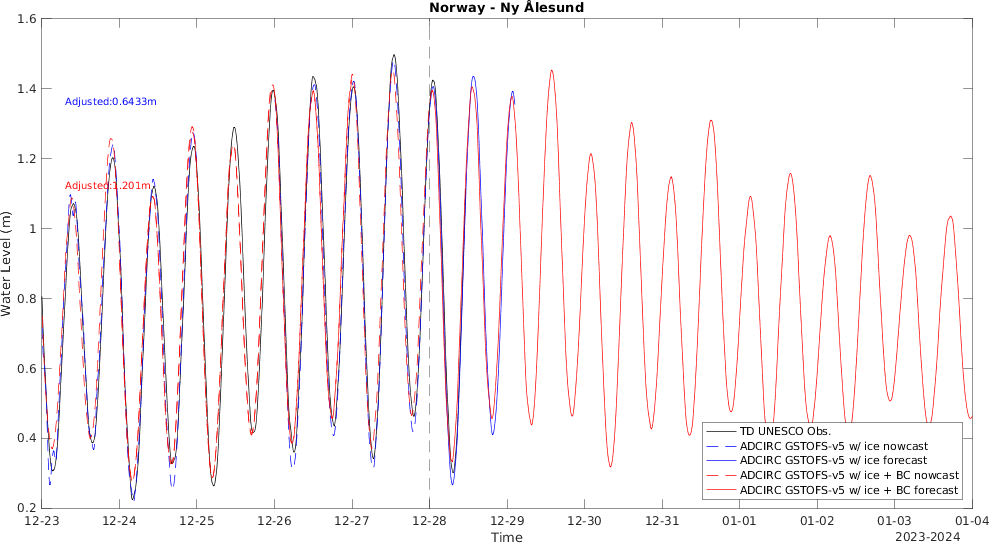 Norway - Ny Ålesund
1.6
1.4
1.2
1
0.8
0.6
0.4
0.2
Water Level (m)
Adjusted:0.6433m
Adjusted:1.201m
TD UNESCO Obs.
ADCIRC GSTOFS-v5 w/ ice nowcast
ADCIRC GSTOFS-v5 w/ ice forecast
ADCIRC GSTOFS-v5 w/ ice + BC nowcast
ADCIRC GSTOFS-v5 w/ ice + BC forecast
12-23 12-24 12-25 12-26 12-27 12-28 12-29 12-30 12-31 01-01 01-02 01-03 01-04
Time
2023-2024